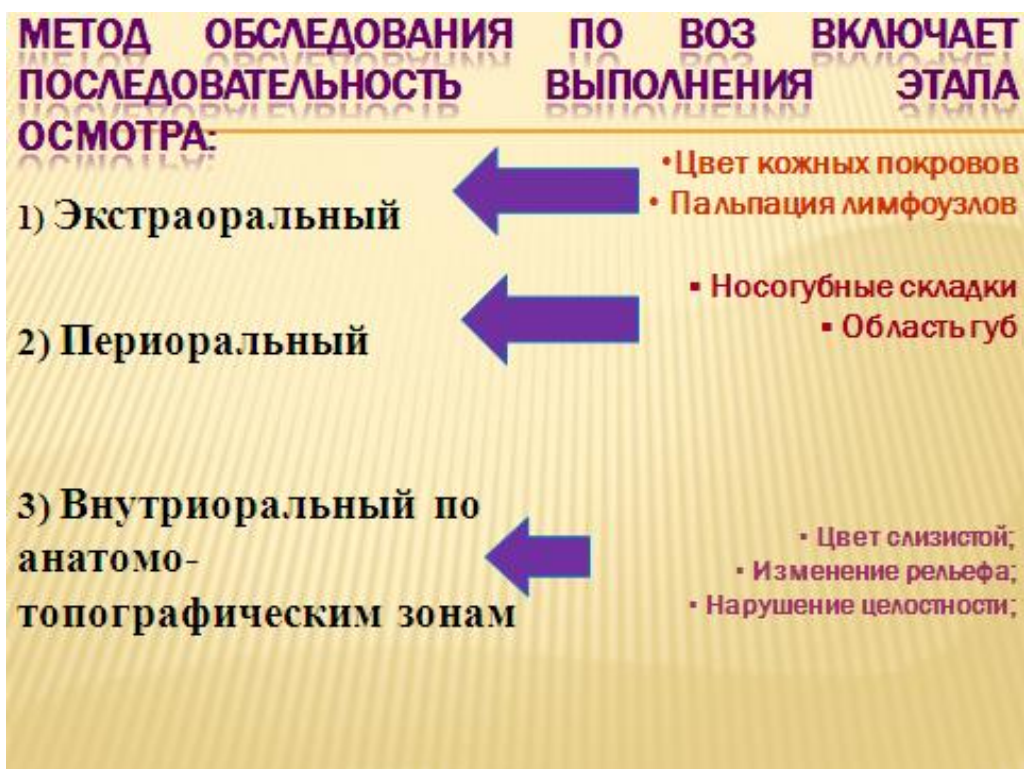 МЕТОД ОБСЛЕДОВАНИЯ ПО ВОЗ ВКЛЮЧАЕТ
ПОСЛЕДОВАТЕЛЬНОСТЬ ВЫПОЛНЕНИЯ ЭТАПА
ОСМОТРА:
•Цвет кожных покровов
• Пальпация лимфоузлов
1) Экстраоральный
▪ Носогубные складки
▪ Область губ
2) Периоральный
3) Внутриоральный по
анатомо-
топографическим зонам
▪ Цвет слизистой;
▪ Изменение рельефа;
▪ Нарушение целостности;